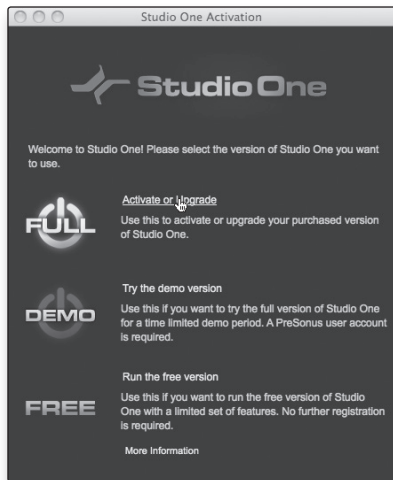 Studio One Activation
Studio One
Welcome to Studio One! Please select the version of Studio One you want
to use.
FULL
Activate or Upgrade
Use this to activate or upgrade your purchased version
of Studio One.
DEMO
Try the demo version
Use this if you want to try the full version of Studio One
for a time limited demo period. A PreSonus user account
is required.
FREE
Run the free version
Use this if you want to run the free version of Studio
One with a limited set of features. No further registration
is required.
More Information